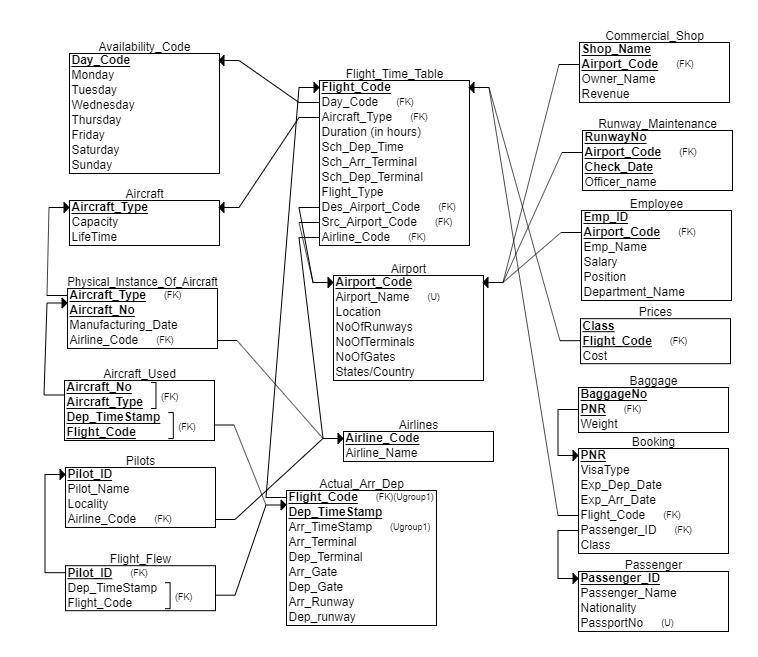 Availability_Code
Day_Code
Monday
Tuesday
Wednesday
Thursday
Friday
Saturday
Sunday
Aircraft
Aircraft_Type
Capacity
LifeTime
Physical_Instance_Of_Aircraft
Aircraft_Type (FK)
Aircraft_No
Manufacturing_Date
Airline_Code (FK)
Aircraft_Used
Aircraft_No
Aircraft_Type
(FK)
Dep_TimeStamp
Flight_Code
(FK)
Pilots
Pilot_ID
Pilot_Name
Locality
Airline_Code (FK)
Flight_Flew
Pilot_ID (FK)
Dep_TimeStamp
Flight_Code
(FK)
Flight_Time_Table
Flight_Code
Day_Code (FK)
Aircraft_Type (FK)
Duration (in hours)
Sch_Dep_Time
Sch_Arr_Terminal
Sch_Dep_Terminal
Flight_Type
Des_Airport_Code (FK)
Src_Airport_Code (FK)
Airline_Code (FK)
Airport
Airport_Code
Airport_Name (U)
Location
NoOfRunways
NoOfTerminals
NoOfGates
States/Country
Airlines
Airline_Code
Airline_Name
Actual_Arr_Dep
Flight_Code (FK)(Ugroup1)
Dep_TimeStamp
Arr_TimeStamp (Ugroup1)
Arr_Terminal
Dep_Terminal
Arr_Gate
Dep_Gate
Arr_Runway
Dep_runway
Commercial_Shop
Shop_Name
Airport_Code (FK)
Owner_Name
Revenue
Runway_Maintenance
RunwayNo
Airport_Code (FK)
Check_Date
Officer_name
Employee
Emp_ID
Airport_Code (FK)
Emp_Name
Salary
Position
Department_Name
Prices
Class
Flight_Code (FK)
Cost
Baggage
BaggageNo
PNR (FK)
Weight
Booking
PNR
VisaType
Exp_Dep_Date
Exp_Arr_Date
Flight_Code (FK)
Passenger_ID (FK)
Class
Passenger
Passenger_ID
Passenger_Name
Nationality
PassportNo (U)